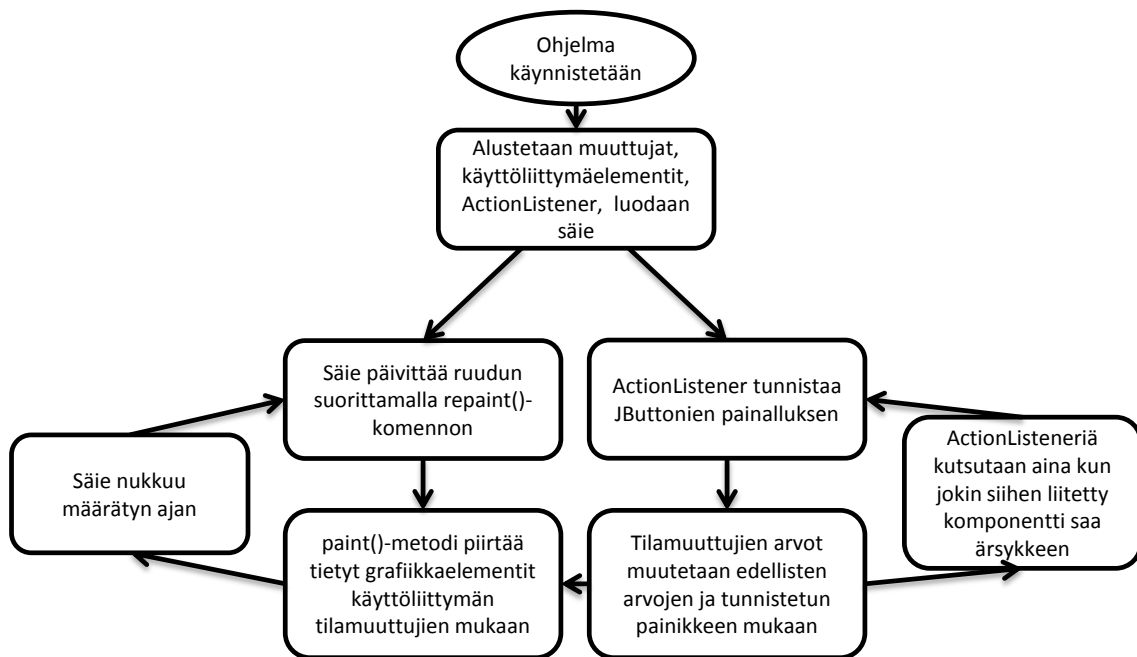 Ohjelma
käynnistetään
Alustetaan muuttujat,
käyttöliittymäelementit,
ActionListener, luodaan
säie
Säie päivittää ruudun
suorittamalla repaint()-
komennon
ActionListener tunnistaa
JButtonien painalluksen
Säie nukkuu
määrätyn ajan
ActionListeneriä
kutsutaan aina kun
jokin siihen liitetty
komponentti saa
ärsykkeen
paint()-metodi piirtää
tietyt grafiikkaelementit
käyttöliittymän
tilamuuttujien mukaan
Tilamuuttujien arvot
muutetaan edellisten
arvojen ja tunnistetun
painikkeen mukaan